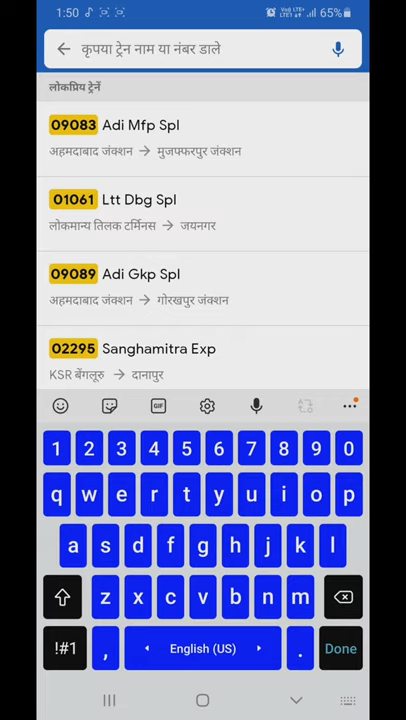 1:50 65%
कृपया ट्रेन नाम या नंबर डाले
लोकप्रिय ट्रेनें
09083 Adi Mfp Spl
अहमदाबाद जंक्शन → मुजफ्फरपुर जंक्शन
01061 Ltt Dbg Spl
लोकमान्य तिलक टर्मिनस → जयनगर
09089 Adi Gkp Spl
अहमदाबाद जंक्शन → गोरखपुर जंक्शन
02295 Sanghamitra Exp
KSR बेंगलूरु → दानापुर
GIF
1 2 3 4 5 6 7 8 9 0
q w e r t y u i o p
a s d f g h j k l
z x c v b n m
!#1 , English (US) . Done